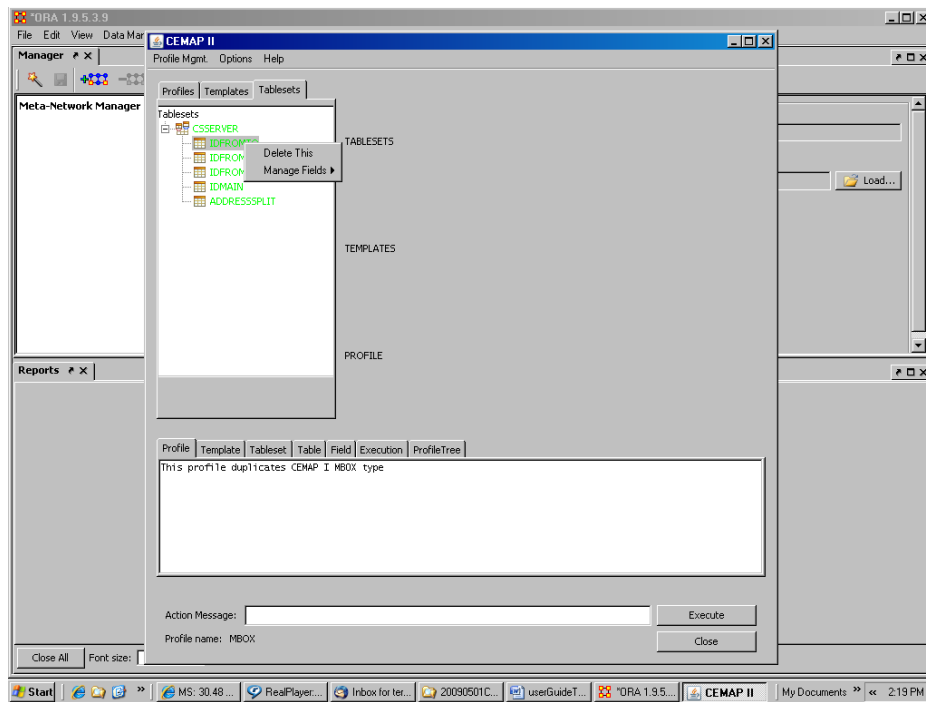 *ORA 1.9.5.3.9
File Edit View Data Mar
Manager
Meta-Network Manager
CEMAP II
Profile Mgmt. Options Help
Profiles Templates Tablesets
Tablesets
CSSERVER
Delete This
Manage Fields
IDMAIN
ADDRESSSPLIT
TABLESETS
TEMPLATES
PROFILE
Load...
Reports
Profile Template Tableset Table Field Execution ProfileTree
This profile duplicates CEMAP I MBOX type
Action Message:
Execute
Profile name: MBOX
Close
Close All Font size:
Start » MS: 30.48 ... RealPlayer:... Inbox for ter... 20090501C... userGuideT... *ORA 1.9.5.... CEMAP II My Documents » « 2:19 PM